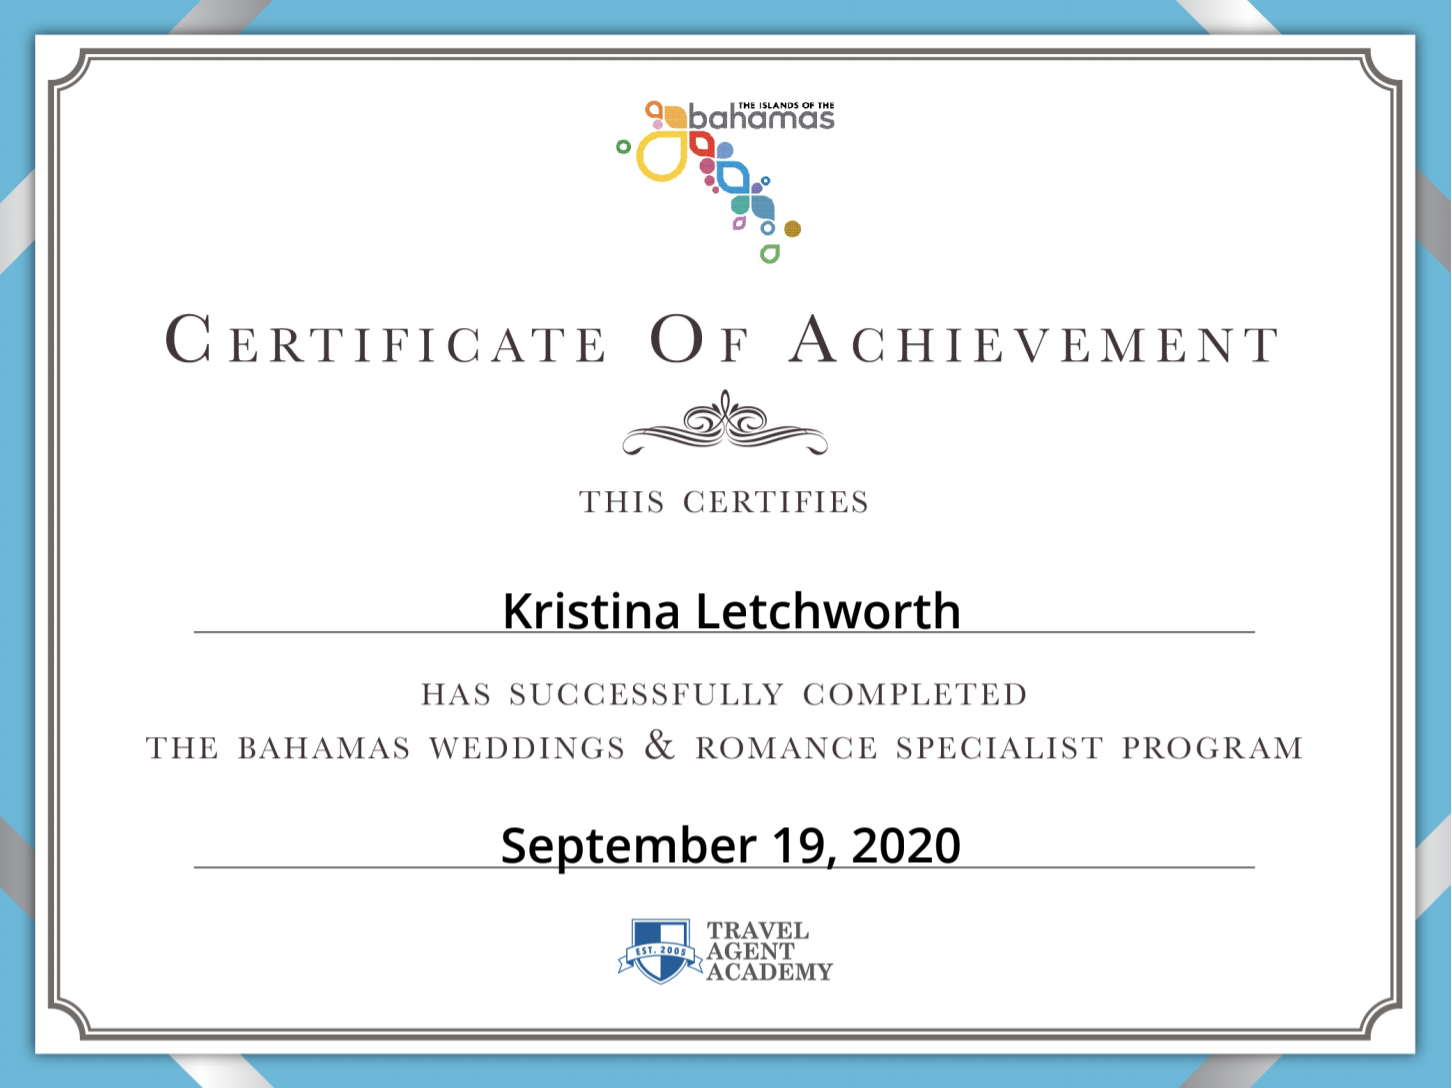 THE ISLANDS OF THE
bahamas
CERTIFICATE OF ACHIEVEMENT
THIS CERTIFIES
Kristina Letchworth
HAS SUCCESSFULLY COMPLETED
THE BAHAMAS WEDDINGS & ROMANCE SPECIALIST PROGRAM
September 19, 2020
EST. 2005
TRAVEL
AGENT
ACADEMY